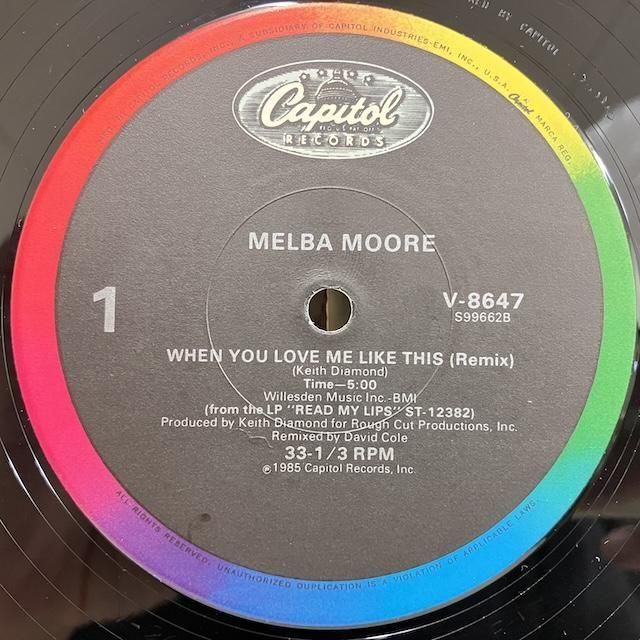 A SUBSIDIARY OF CAPITOL INDUSTRIES-EMI, INC., U.S.A.
Capitol
MARCA REG.
Capitol
RECORDS
MELBA MOORE
1
V-8647
S99662B
WHEN YOU LOVE ME LIKE THIS (Remix)
(Keith Diamond)
Time—5:00
Willesden Music Inc.-BMI
(from the LP "READ MY LIPS" ST-12382)
Produced by Keith Diamond for Rough Cut Productions, Inc.
Remixed by David Cole
33-1/3 RPM
℗1985 Capitol Records, Inc.
ALL RIGHTS RESERVED. UNAUTHORIZED DUPLICATION IS A VIOLATION OF APPLICABLE LAWS.